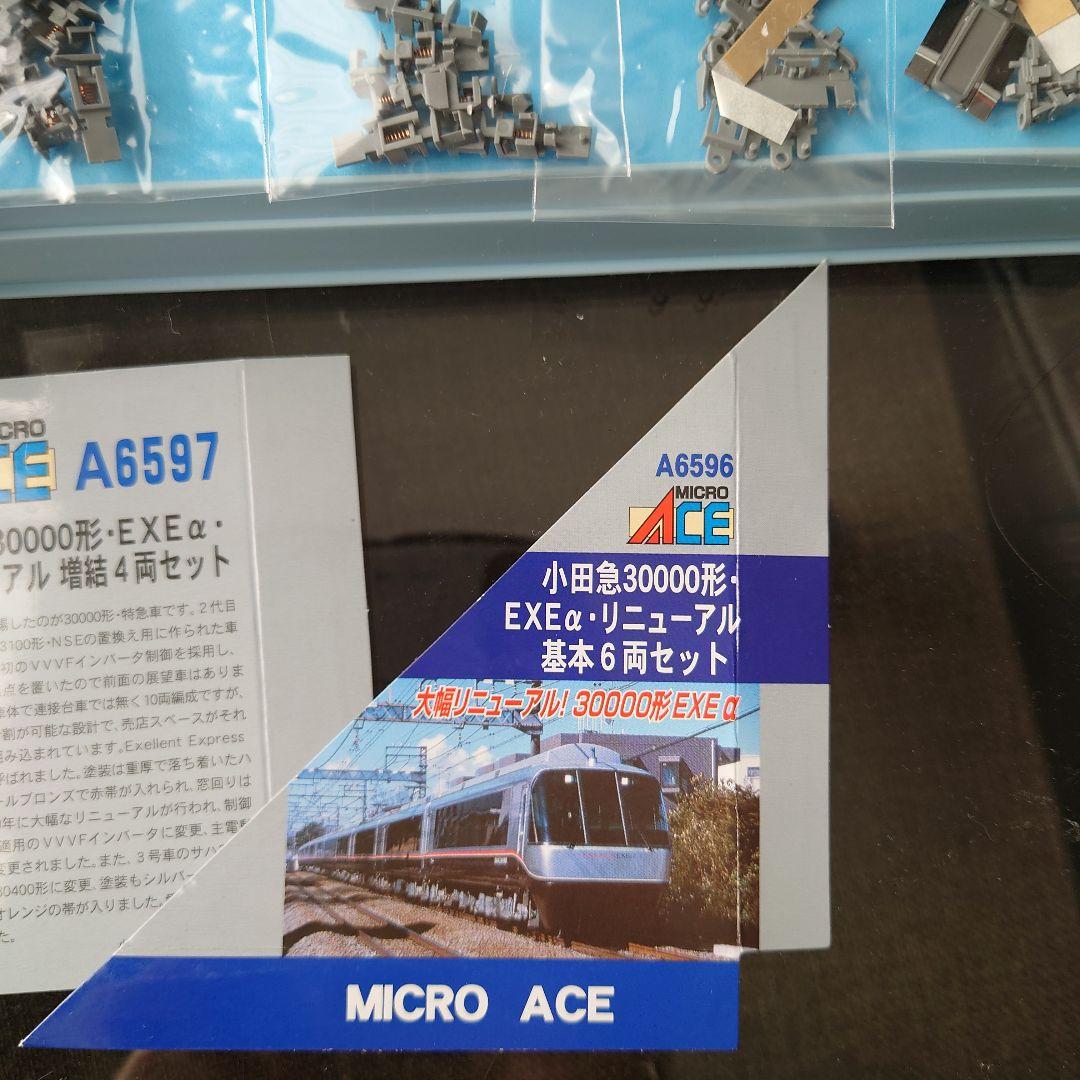 MICRO
ACE
A6597
30000形・EXEα・
アル 増結4両セット
したのが30000形・特急車です。2代目
3100形・NSEの置換え用に作られた車
初のVVVFインバータ制御を採用し、
点を置いたので前面の展望車はありま
車体で連接台車では無く10両編成ですが、
割が可能な設計で、売店スペースがそれ
込まれています。Exellent Express
呼ばれました。塗装は重厚で落ち着いたハ
ールブロンズで赤帯が入れられ、窓回りは
年に大幅なリニューアルが行われ、制御
適用のVVVFインバータに変更、主電
変更されました。また、3号車のサハ
30400形に変更、塗装もシルバー
オレンジの帯が入りました。
た。
A6596
MICRO
ACE
小田急30000形・
EXEα・リニューアル
基本6両セット
大幅リニューアル! 30000形EXEα
MICRO ACE